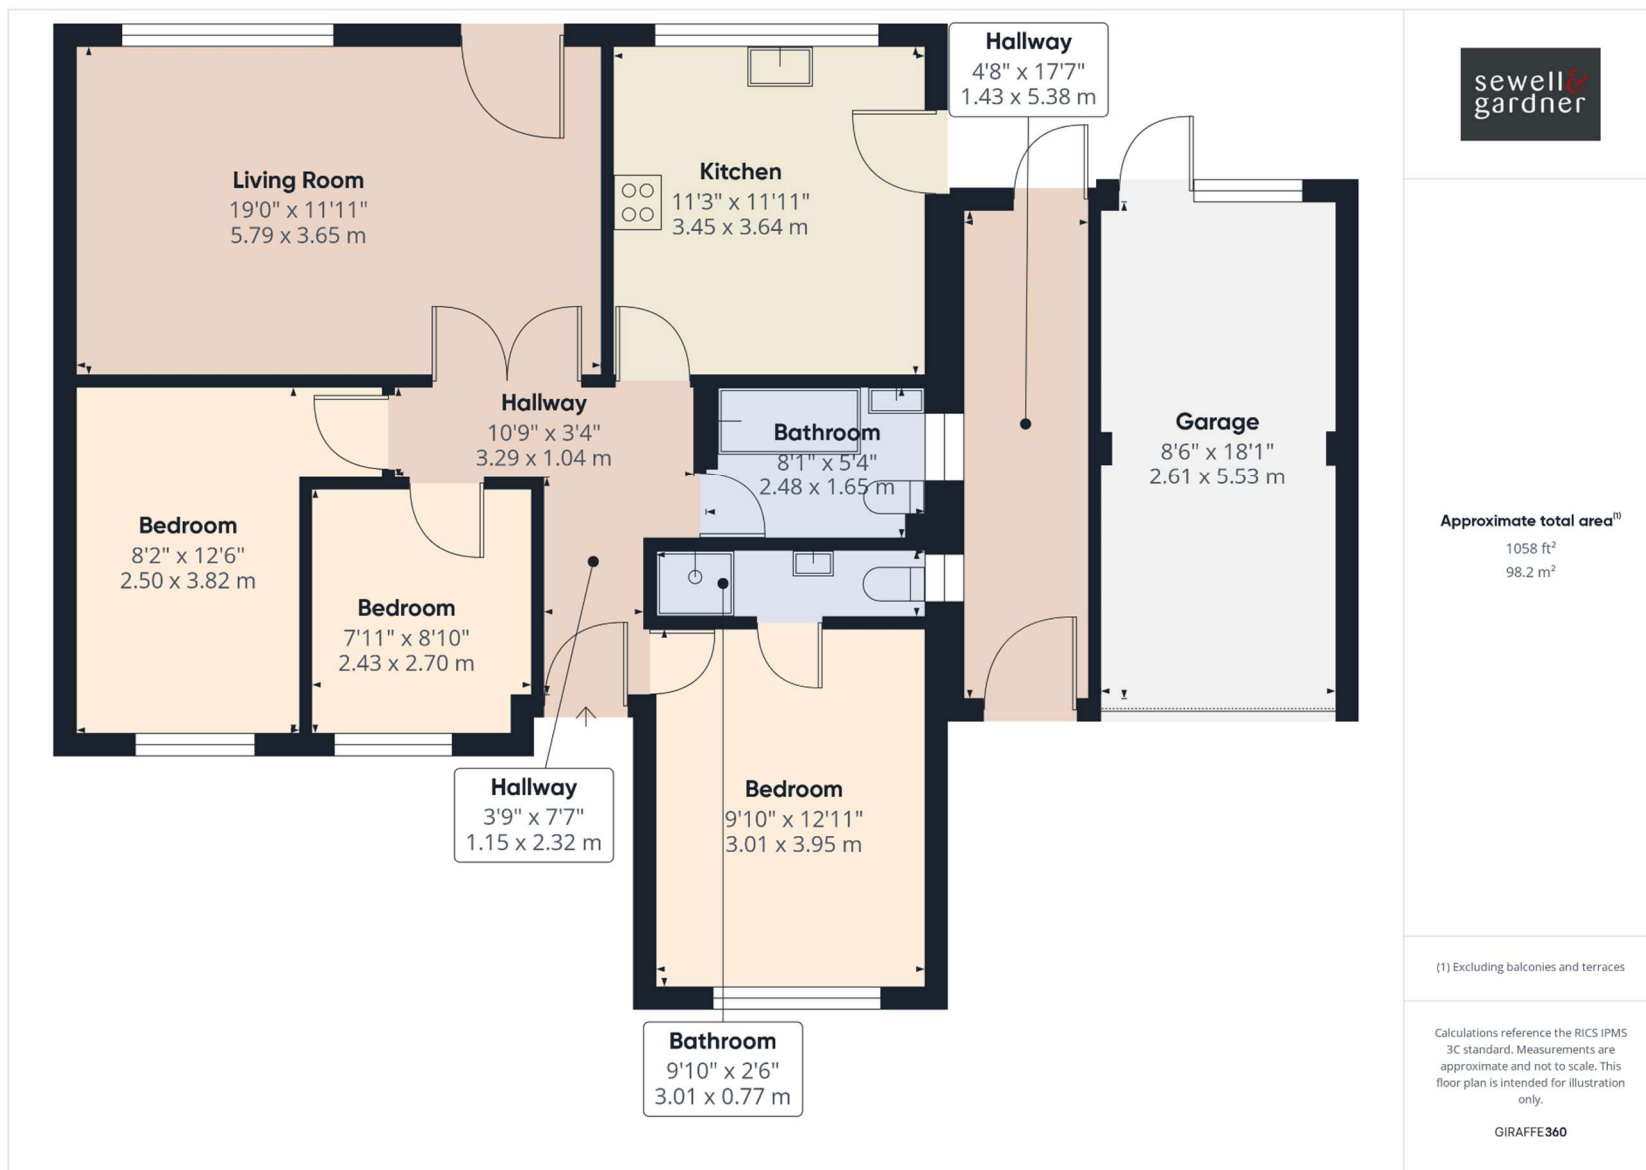 Hallway
4'8" x 17'7"
1.43 x 5.38 m
sewell&
gardner
Living Room
19'0" x 11'11"
5.79 x 3.65 m
Kitchen
11'3" x 11'11"
3.45 x 3.64 m
Hallway
10'9" x 3'4"
3.29 x 1.04 m
Bathroom
8'1" x 5'4"
2.48 x 1.65 m
Garage
8'6" x 18'1"
2.61 x 5.53 m
Bedroom
8'2" x 12'6"
2.50 x 3.82 m
Bedroom
7'11" x 8'10"
2.43 x 2.70 m
Approximate total area(1)
1058 ft²
98.2 m²
Hallway
3'9" x 7'7"
1.15 x 2.32 m
Bedroom
9'10" x 12'11"
3.01 x 3.95 m
Bathroom
9'10" x 2'6"
3.01 x 0.77 m
(1) Excluding balconies and terraces
Calculations reference the RICS IPMS
3C standard. Measurements are
approximate and not to scale. This
floor plan is intended for illustration
only.
GIRAFFE360